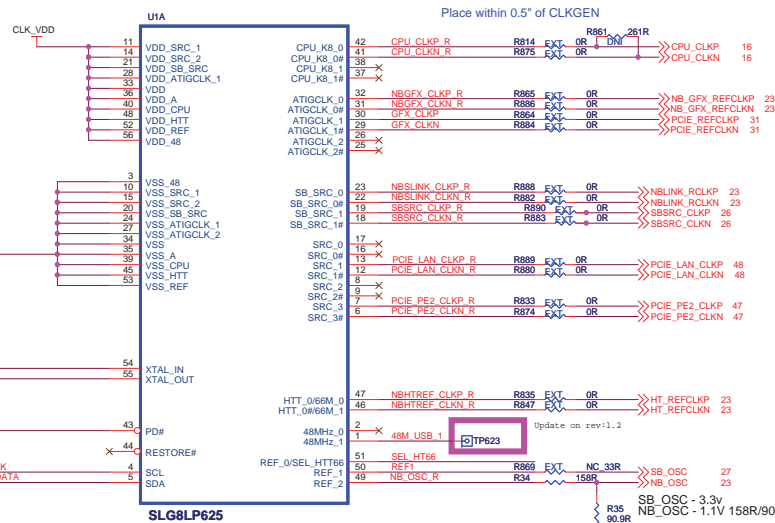 Place within 0.5" of CLKGEN
U1A
CLK_VDD
R861 261R
DNI
11 VDD_SRC_1 CPU_K8_0 42 CPU_CLKP_R R814 EXT 0R CPU_CLKP 16
14 VDD_SRC_2 CPU_K8_0# 41 CPU_CLKN_R R875 EXT 0R CPU_CLKN 16
21 VDD_SB_SRC CPU_K8_1 38
28 VDD_ATIGCLK_1 CPU_K8_1# 37
33 VDD
36 VDD_A ATIGCLK_0 32 NBGFX_CLKP_R R865 EXT 0R NB_GFX_REFCLKP 23
40 VDD_CPU ATIGCLK_0# 31 NBGFX_CLKN_R R886 EXT 0R NB_GFX_REFCLKN 23
48 VDD_HTT ATIGCLK_1 30 GFX_CLKP R864 EXT 0R PCIE_REFCLKP 31
52 VDD_REF ATIGCLK_1# 29 GFX_CLKN R884 EXT 0R PCIE_REFCLKN 31
56 VDD_48 ATIGCLK_2 26
ATIGCLK_2# 25
3 VSS_48
10 VSS_SRC_1 SB_SRC_0 23 NBSLINK_CLKP_R R888 EXT 0R NBLINK_RCLKP 23
15 VSS_SRC_2 SB_SRC_0# 22 NBSLINK_CLKN_R R882 EXT 0R NBLINK_RCLKN 23
20 VSS_SB_SRC SB_SRC_1 19 SBSRC_CLKP_R R890 EXT 0R SBSRC_CLKP 26
24 VSS_ATIGCLK_1 SB_SRC_1# 18 SBSRC_CLKN_R R883 EXT 0R SBSRC_CLKN 26
27 VSS_ATIGCLK_2
34 VSS SRC_0 17
35 VSS_A SRC_0# 16
39 VSS_CPU SRC_1 13 PCIE_LAN_CLKP_R R889 EXT 0R PCIE_LAN_CLKP 48
45 VSS_HTT SRC_1# 12 PCIE_LAN_CLKN_R R880 EXT 0R PCIE_LAN_CLKN 48
53 VSS_REF SRC_2 8
SRC_2# 9
SRC_3 7 PCIE_PE2_CLKP_R R833 EXT 0R PCIE_PE2_CLKP 47
SRC_3# 6 PCIE_PE2_CLKN_R R874 EXT 0R PCIE_PE2_CLKN 47
54 XTAL_IN
55 XTAL_OUT
HTT_0/66M_0 47 NBHTREF_CLKP_R R835 EXT 0R HT_REFCLKP 23
HTT_0#/66M_1 46 NBHTREF_CLKN_R R847 EXT 0R HT_REFCLKN 23
43 PD# 48MHz_0 2
Update on rev:1.2
48MHz_1 1 48M_USB_1 TP623
44 RESTORE#
REF_0/SEL_HTT66 51 SEL_HT66
K 4 SCL REF_1 50 REF1 R869 EXT NC_33R SB_OSC 27
DATA 5 SDA REF_2 49 NB_OSC_R R34 158R NB_OSC 23
SB_OSC - 3.3v
NB_OSC - 1.1V 158R/90
R35
90.9R
SLG8LP625